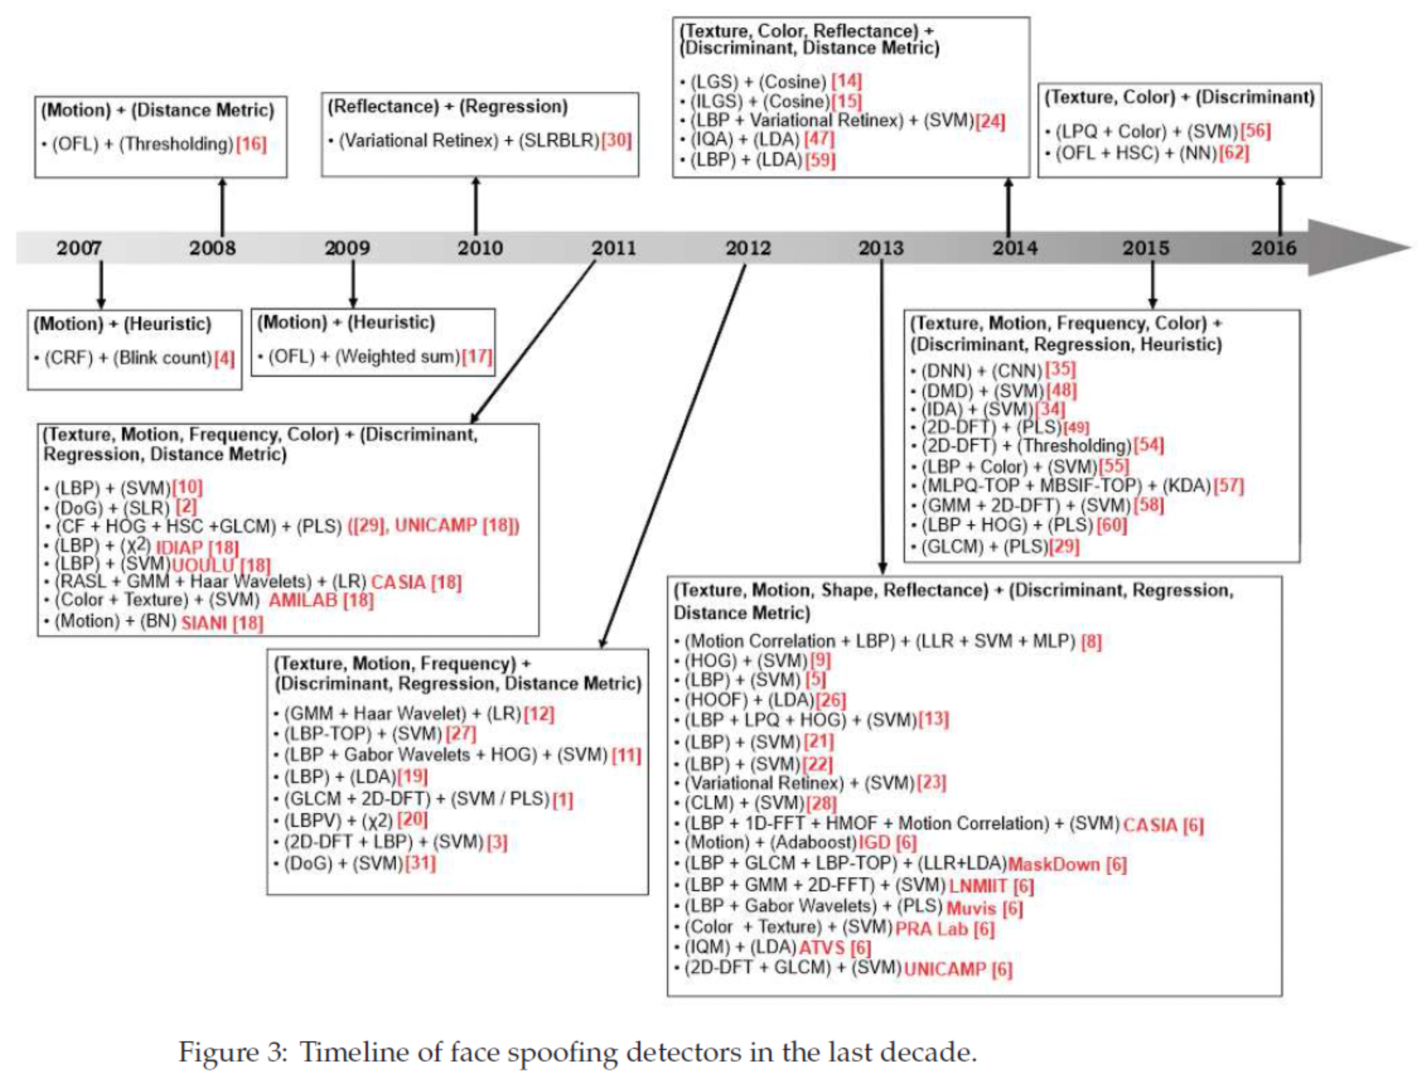 (Texture, Color, Reflectance) +
(Discriminant, Distance Metric)
• (LGS) + (Cosine) [14]
• (ILGS) + (Cosine)[15]
• (LBP + Variational Retinex) + (SVM)[24]
• (IQA) + (LDA) [47]
• (LBP) + (LDA)[59]
(Motion) + (Distance Metric)
• (OFL) + (Thresholding)[16]
(Reflectance) + (Regression)
• (Variational Retinex) + (SLRBLR)[30]
(Texture, Color) + (Discriminant)
• (LPQ + Color) + (SVM)[56]
• (OFL + HSC) + (NN)[62]
2007 2008 2009 2010 2011 2012 2013 2014 2015 2016
(Motion) + (Heuristic)
• (CRF) + (Blink count)[4]
(Motion) + (Heuristic)
• (OFL) + (Weighted sum)[17]
(Texture, Motion, Frequency, Color) +
(Discriminant, Regression, Heuristic)
• (DNN) + (CNN) [35]
• (DMD) + (SVM)[48]
• (IDA) + (SVM)[34]
• (2D-DFT) + (PLS)[49]
• (2D-DFT) + (Thresholding)[54]
• (LBP + Color) + (SVM)[55]
• (MLPQ-TOP + MBSIF-TOP) + (KDA)[57]
• (GMM + 2D-DFT) + (SVM)[58]
• (LBP + HOG) + (PLS)[60]
• (GLCM) + (PLS)[29]
(Texture, Motion, Frequency, Color) + (Discriminant,
Regression, Distance Metric)
• (LBP) + (SVM)[10]
• (DoG) + (SLR) [2]
• (CF + HOG + HSC +GLCM) + (PLS) ([29], UNICAMP [18])
• (LBP) + (χ2) IDIAP [18]
• (LBP) + (SVM)UOULU [18]
• (RASL + GMM + Haar Wavelets) + (LR) CASIA [18]
• (Color + Texture) + (SVM) AMILAB [18]
• (Motion) + (BN) SIANI [18]
(Texture, Motion, Shape, Reflectance) + (Discriminant, Regression,
Distance Metric)
• (Motion Correlation + LBP) + (LLR + SVM + MLP) [8]
• (HOG) + (SVM)[9]
• (LBP) + (SVM) [5]
• (HOOF) + (LDA)[26]
• (LBP + LPQ + HOG) + (SVM)[13]
• (LBP) + (SVM) [21]
• (LBP) + (SVM)[22]
• (Variational Retinex) + (SVM)[23]
• (CLM) + (SVM)[28]
• (LBP + 1D-FFT + HMOF + Motion Correlation) + (SVM) CASIA [6]
• (Motion) + (Adaboost)IGD [6]
• (LBP + GLCM + LBP-TOP) + (LLR+LDA)MaskDown [6]
• (LBP + GMM + 2D-FFT) + (SVM) LNMIIT [6]
• (LBP + Gabor Wavelets) + (PLS) Muvis [6]
• (Color + Texture) + (SVM)PRA Lab [6]
• (IQM) + (LDA)ATVS [6]
• (2D-DFT + GLCM) + (SVM)UNICAMP [6]
(Texture, Motion, Frequency) +
(Discriminant, Regression, Distance Metric)
• (GMM + Haar Wavelet) + (LR)[12]
• (LBP-TOP) + (SVM)[27]
• (LBP + Gabor Wavelets + HOG) + (SVM) [11]
• (LBP) + (LDA)[19]
• (GLCM + 2D-DFT) + (SVM / PLS)[1]
• (LBPV) + (χ2) [20]
• (2D-DFT + LBP) + (SVM)[3]
• (DoG) + (SVM)[31]
Figure 3: Timeline of face spoofing detectors in the last decade.